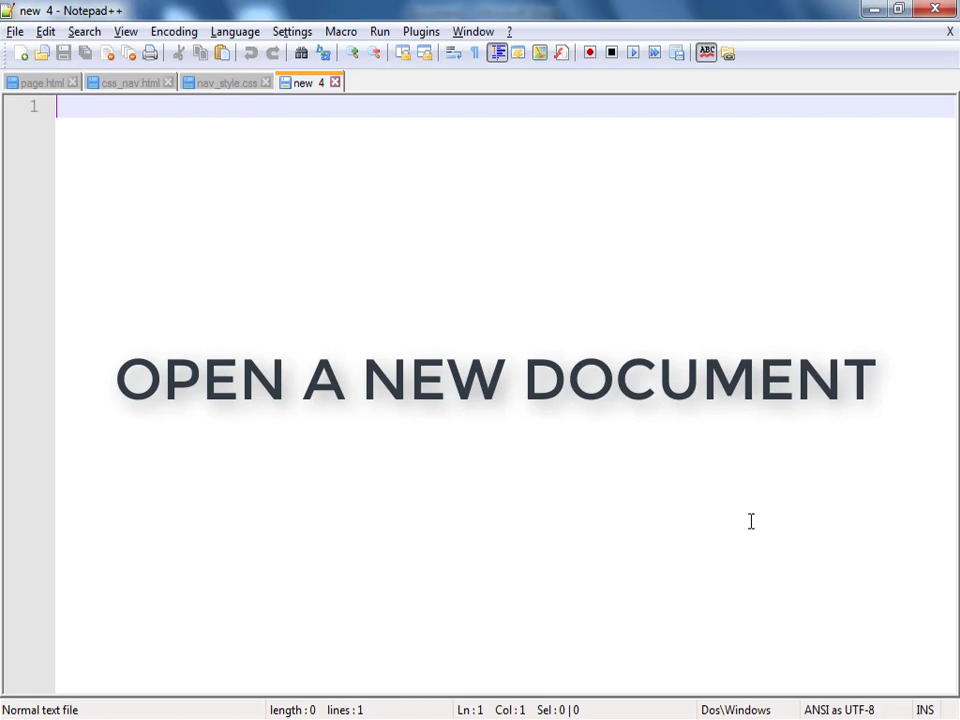 new 4 - Notepad++
File Edit Search View Encoding Language Settings Macro Run Plugins Window ? X
ABC
page.html css_nav.html nav_style.css new 4
1
OPEN A NEW DOCUMENT
Normal text file length : 0 lines : 1 Ln : 1 Col : 1 Sel : 0 | 0 Dos\Windows ANSI as UTF-8 INS